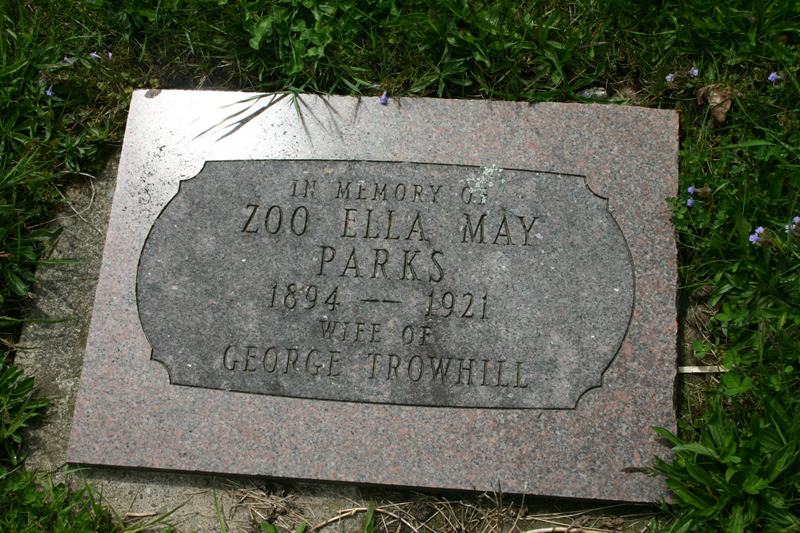 IN MEMORY OF
ZOO ELLA MAY
PARKS
1894 — 1921
WIFE OF
GEORGE TROWHILL